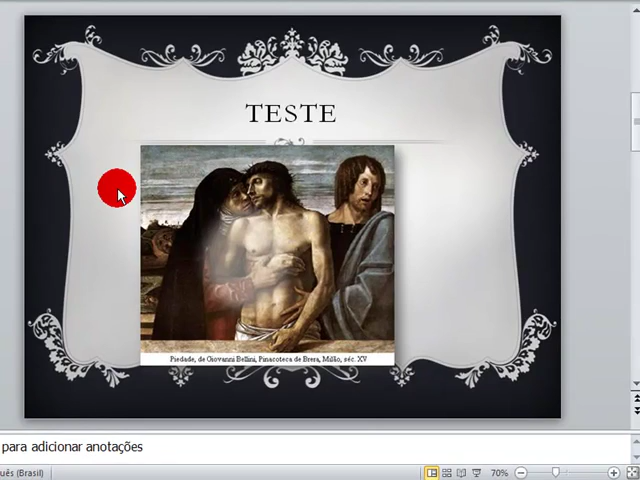 TESTE
Piedade, de Giovanni Bellini, Pinacoteca de Brera, Milão, séc. XV
para adicionar anotações
uês (Brasil)
70%